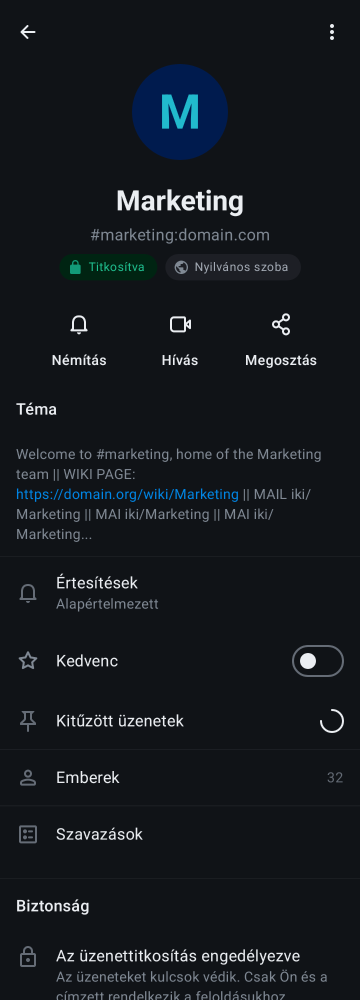 M
Marketing
#marketing:domain.com
Titkosítva
Nyilvános szoba
Némítás
Hívás
Megosztás
Téma
Welcome to #marketing, home of the Marketing
team || WIKI PAGE:
https://domain.org/wiki/Marketing || MAIL iki/
Marketing || MAI iki/Marketing || MAI iki/
Marketing...
Értesítések
Alapértelmezett
Kedvenc
Kitűzött üzenetek
Emberek 32
Szavazások
Biztonság
Az üzenettitkosítás engedélyezve
Az üzeneteket kulcsok védik. Csak Ön és a
címzett rendelkezik a feloldásukhoz